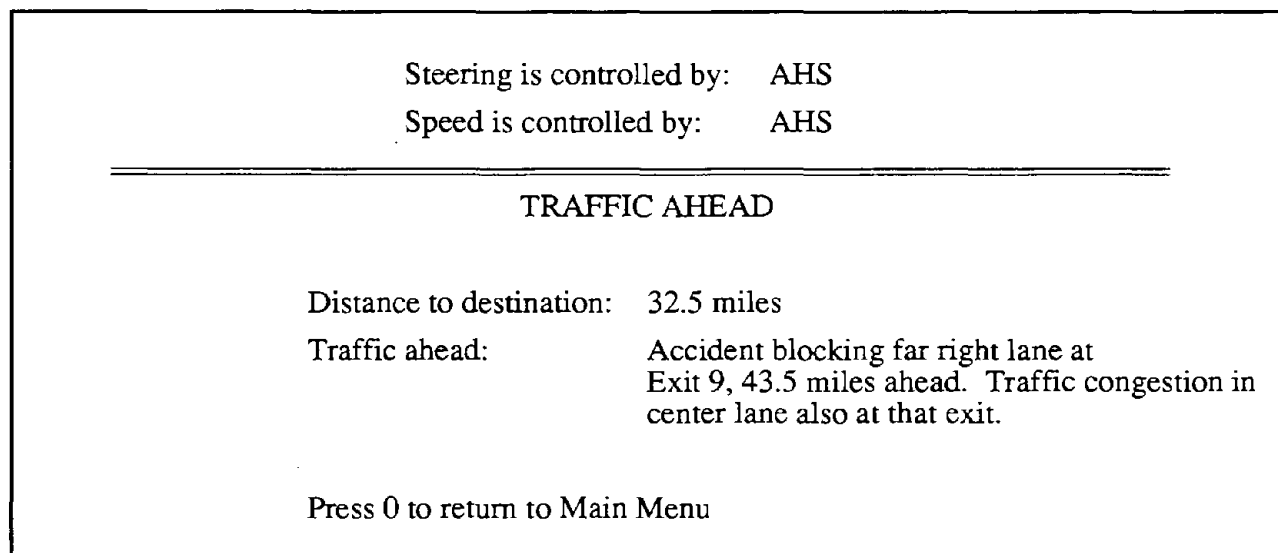 Steering is controlled by: AHS
Speed is controlled by: AHS
TRAFFIC AHEAD
Distance to destination: 32.5 miles
Traffic ahead: Accident blocking far right lane at
Exit 9, 43.5 miles ahead. Traffic congestion in
center lane also at that exit.
Press 0 to return to Main Menu